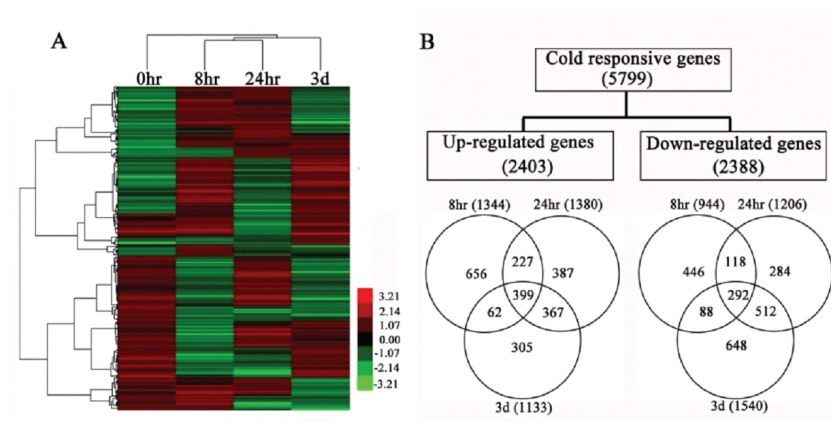 A
0hr 8hr 24hr 3d
3.21
2.14
1.07
0.00
-1.07
-2.14
-3.21
B
Cold responsive genes
(5799)
Up-regulated genes
(2403)
Down-regulated genes
(2388)
8hr (1344) 24hr (1380)
656 227 387
399
62 367
305
3d (1133)
8hr (944) 24hr (1206)
446 118 284
292
88 512
648
3d (1540)